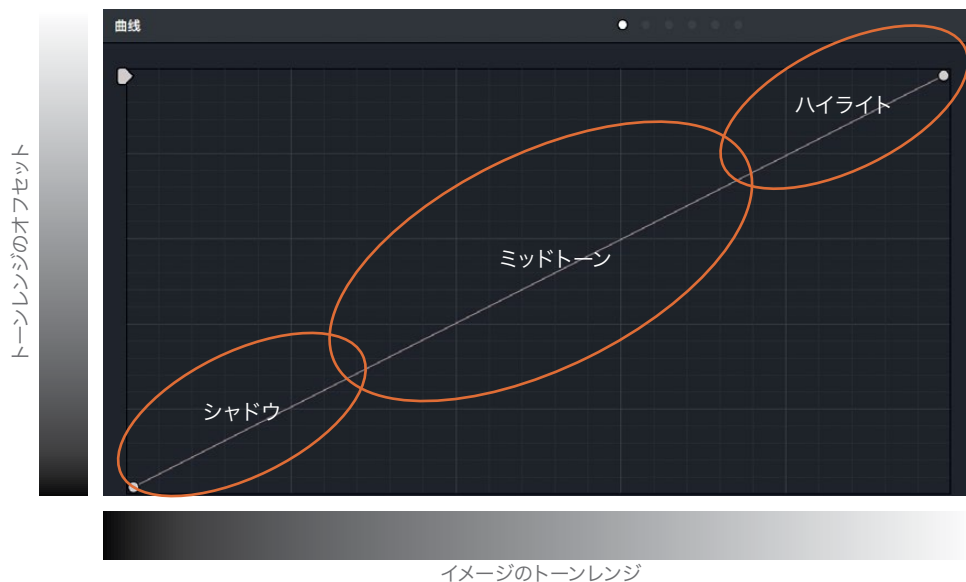 曲线
ハイライト
ミッドトーン
シャドウ
トーンレンジのオフセット
イメージのトーンレンジ